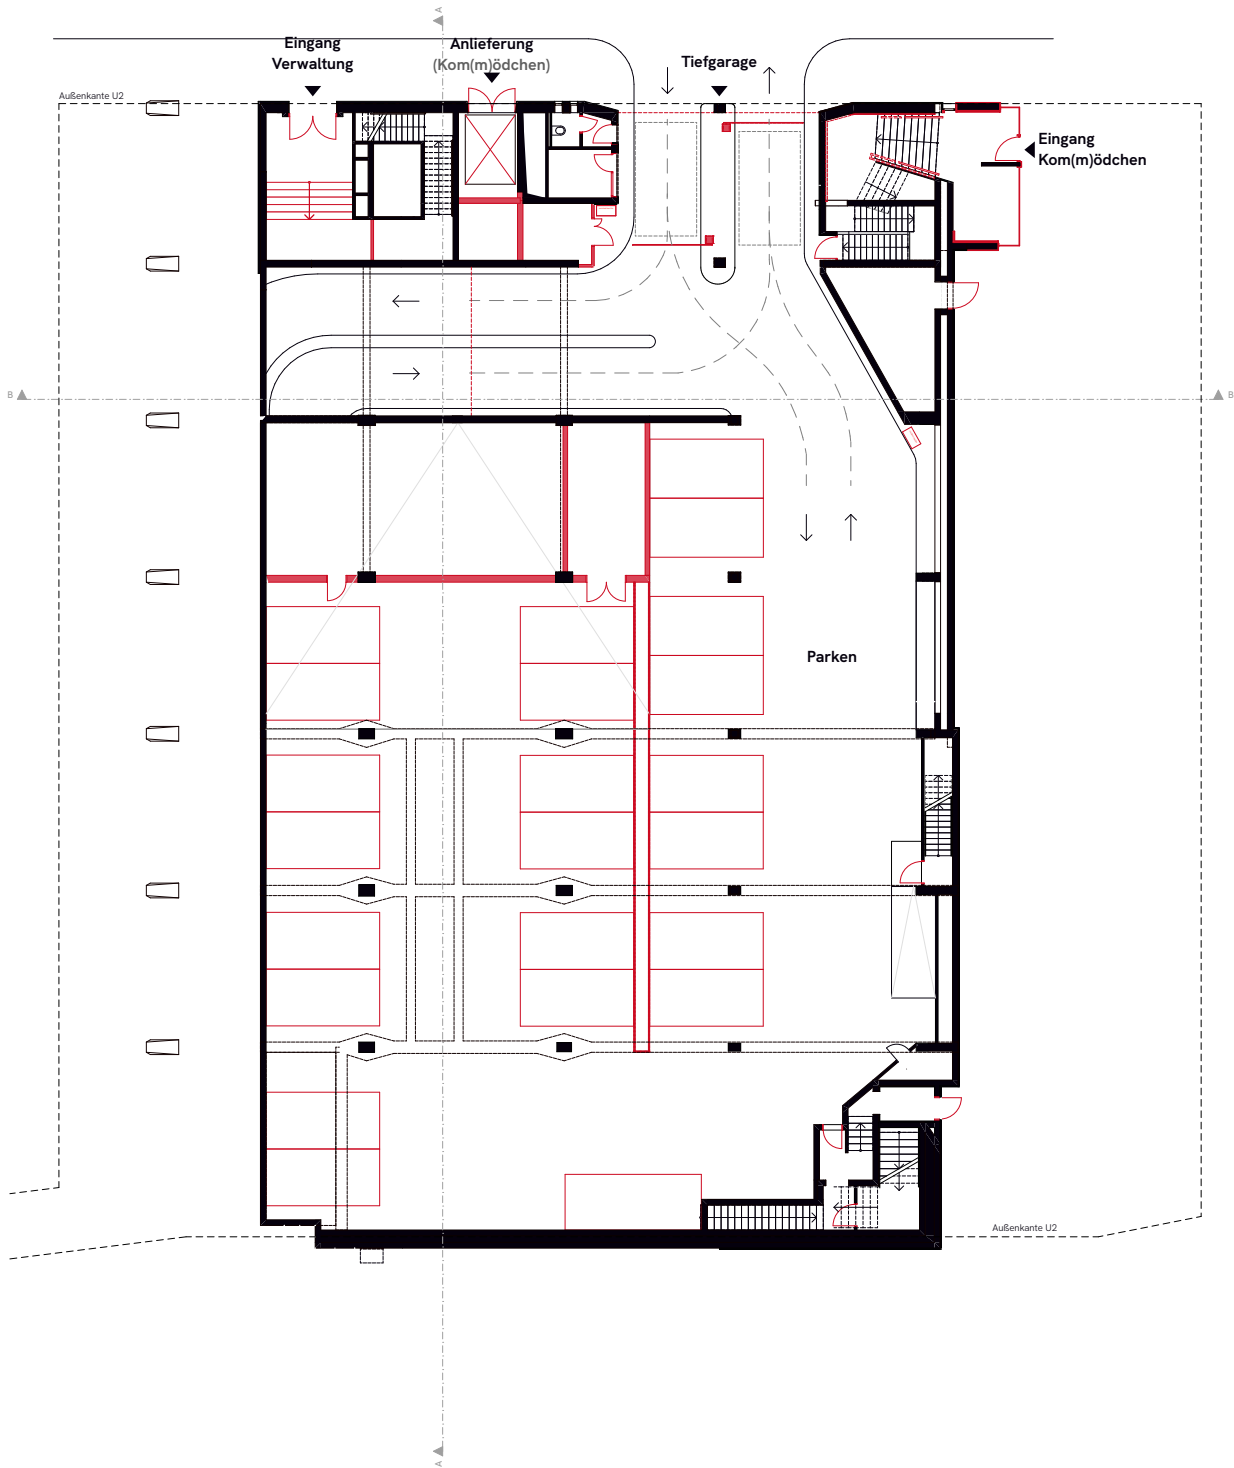 A
Eingang
Verwaltung
Anlieferung
(Kom(m)ödchen)
Tiefgarage
Außenkante U2
Eingang
Kom(m)ödchen
B
B
Parken
Außenkante U2
A